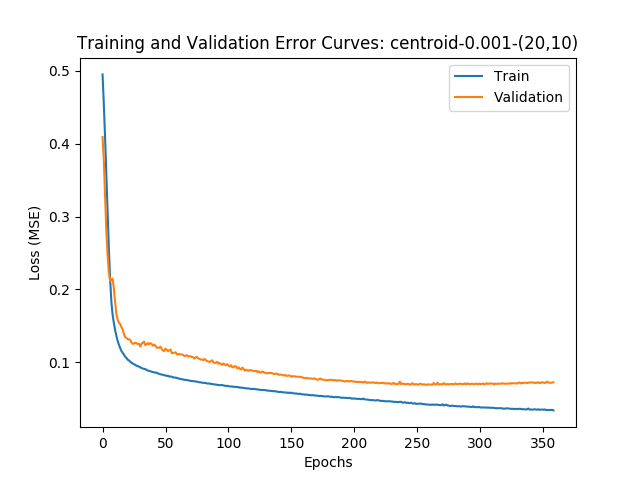 Training and Validation Error Curves: centroid-0.001-(20,10)
Train
Validation
0.5
0.4
0.3
0.2
0.1
Loss (MSE)
0 50 100 150 200 250 300 350
Epochs